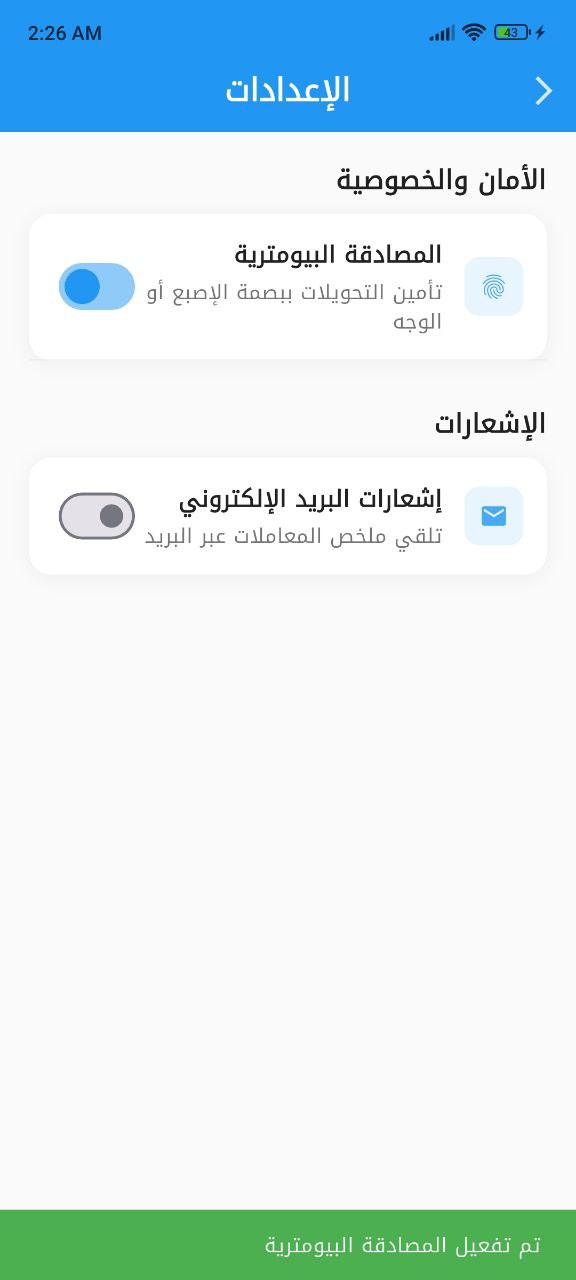 2:26 AM
43
الإعدادات
الأمان والخصوصية
المصادقة البيومترية
تأمين التحويلات ببصمة الإصبع أو
الوجه
الإشعارات
إشعارات البريد الإلكتروني
تلقي ملخص المعاملات عبر البريد
تم تفعيل المصادقة البيومترية